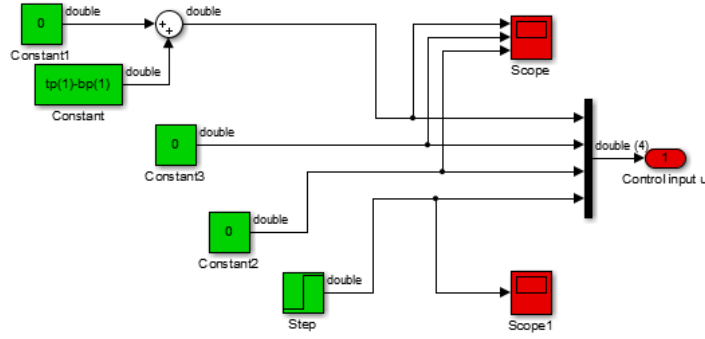 0
double
+
+
double
Constant1
Scope
tp(1)-bp(1)
double
Constant
0
double
Constant3
double (4)
1
Control input u
0
double
Constant2
double
Step
Scope1